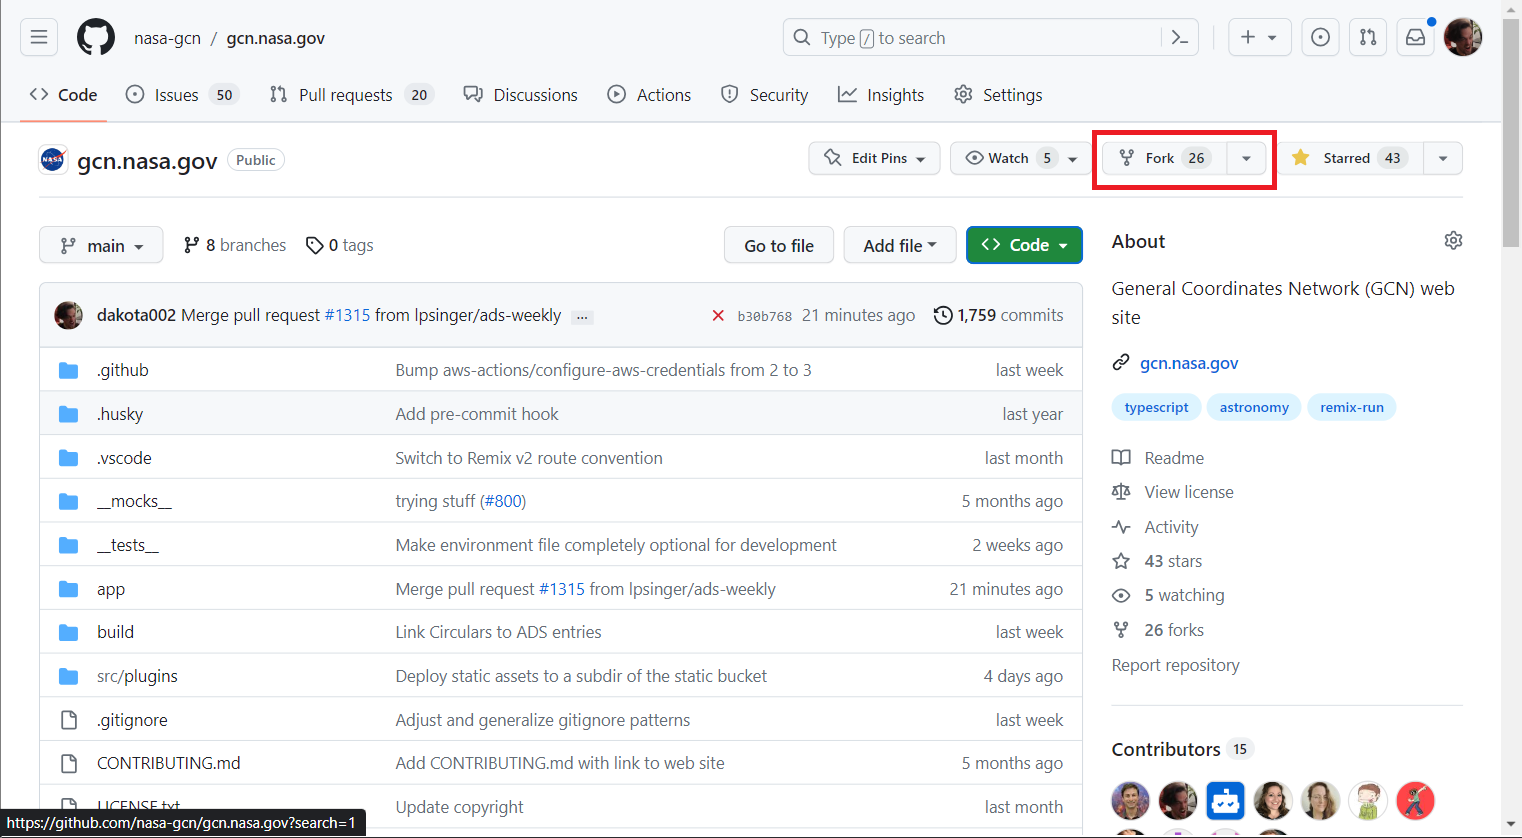 nasa-gcn / gcn.nasa.gov
Type / to search
Code Issues 50 Pull requests 20 Discussions Actions Security Insights Settings
NASA gcn.nasa.gov Public
Edit Pins Watch 5 Fork 26 Starred 43
main 8 branches 0 tags
Go to file Add file Code
dakota002 Merge pull request #1315 from lpsinger/ads-weekly ... b30b768 21 minutes ago 1,759 commits
.github Bump aws-actions/configure-aws-credentials from 2 to 3 last week
.husky Add pre-commit hook last year
.vscode Switch to Remix v2 route convention last month
__mocks__ trying stuff (#800) 5 months ago
__tests__ Make environment file completely optional for development 2 weeks ago
app Merge pull request #1315 from lpsinger/ads-weekly 21 minutes ago
build Link Circulars to ADS entries last week
src/plugins Deploy static assets to a subdir of the static bucket 4 days ago
.gitignore Adjust and generalize gitignore patterns last week
CONTRIBUTING.md Add CONTRIBUTING.md with link to web site 5 months ago
LICENSE.txt Update copyright last month
About
General Coordinates Network (GCN) web
site
gcn.nasa.gov
typescript astronomy remix-run
Readme
View license
Activity
43 stars
5 watching
26 forks
Report repository
Contributors 15
https://github.com/nasa-gcn/gcn.nasa.gov?search=1